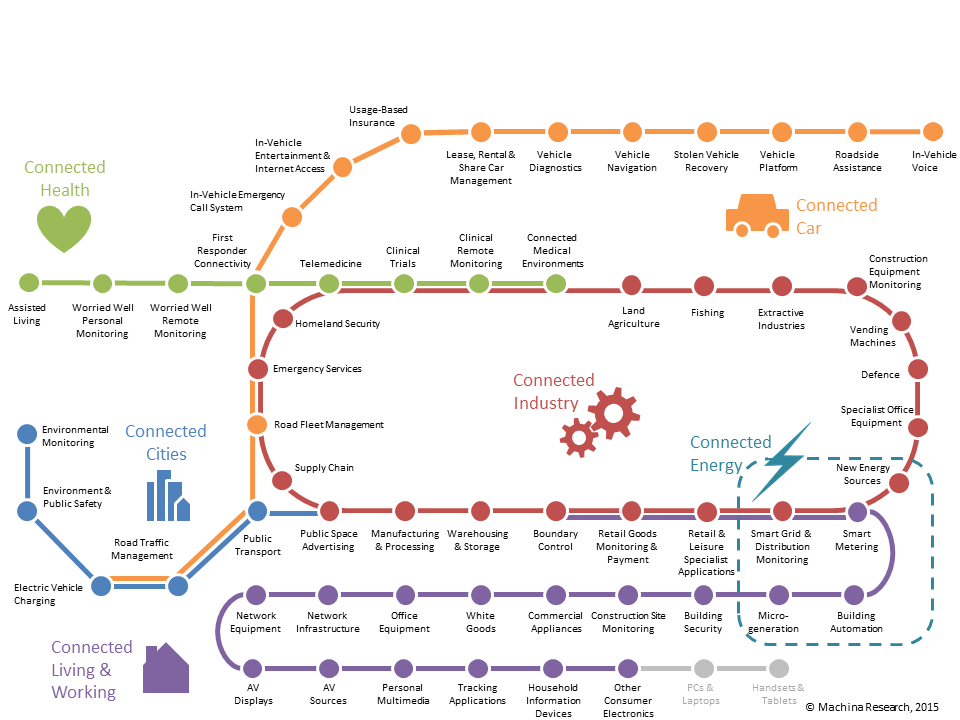 Usage-Based
Insurance
In-Vehicle
Entertainment &
Internet Access
Lease, Rental &
Share Car
Management
Vehicle
Diagnostics
Vehicle
Navigation
Stolen Vehicle
Recovery
Vehicle
Platform
Roadside
Assistance
In-Vehicle
Voice
Connected
Health
In-Vehicle Emergency
Call System
Connected
Car
First
Responder
Connectivity
Telemedicine
Clinical
Trials
Clinical
Remote
Monitoring
Connected
Medical
Environments
Construction
Equipment
Monitoring
Assisted
Living
Worried Well
Personal
Monitoring
Worried Well
Remote
Monitoring
Homeland Security
Land
Agriculture
Fishing
Extractive
Industries
Vending
Machines
Emergency Services
Defence
Connected
Industry
Specialist Office
Equipment
Road Fleet Management
Environmental
Monitoring
Connected
Cities
Connected
Energy
Supply Chain
New Energy
Sources
Environment &
Public Safety
Road Traffic
Management
Public
Transport
Public Space
Advertising
Manufacturing
& Processing
Warehousing
& Storage
Boundary
Control
Retail Goods
Monitoring &
Payment
Retail &
Leisure
Specialist
Applications
Smart Grid &
Distribution
Monitoring
Smart
Metering
Electric Vehicle
Charging
Network
Equipment
Network
Infrastructure
Office
Equipment
White
Goods
Commercial
Appliances
Construction Site
Monitoring
Building
Security
Micro-
generation
Building
Automation
Connected
Living &
Working
AV
Displays
AV
Sources
Personal
Multimedia
Tracking
Applications
Household
Information
Devices
Other
Consumer
Electronics
PCs &
Laptops
Handsets &
Tablets
© Machina Research, 2015